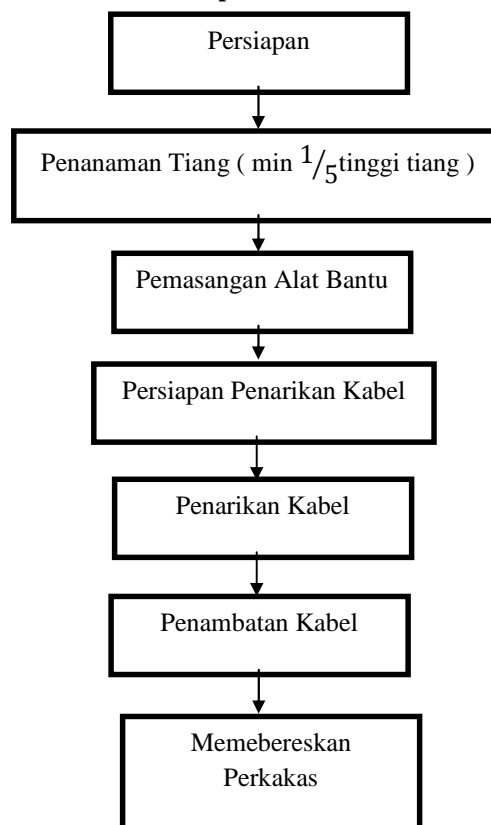 Persiapan
Penanaman Tiang ( min 1/5 tinggi tiang )
Pemasangan Alat Bantu
Persiapan Penarikan Kabel
Penarikan Kabel
Penambatan Kabel
Memebereskan
Perkakas